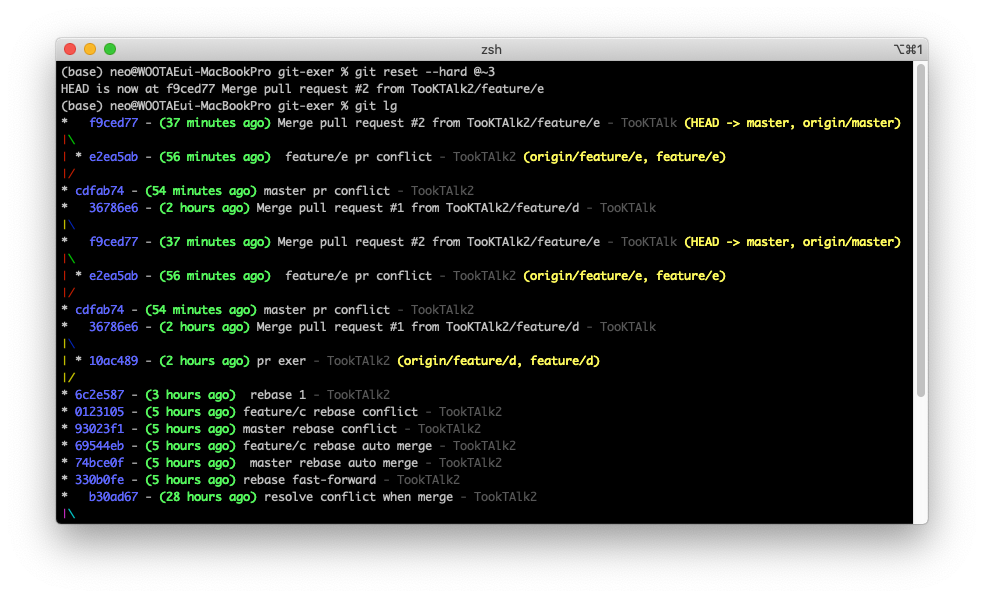 zsh
⌥⌘1
(base) neo@WOOTAEui-MacBookPro git-exer % git reset --hard @~3
HEAD is now at f9ced77 Merge pull request #2 from TooKTAlk2/feature/e
(base) neo@WOOTAEui-MacBookPro git-exer % git lg
*   f9ced77 - (37 minutes ago) Merge pull request #2 from TooKTAlk2/feature/e - TooKTAlk (HEAD -> master, origin/master)
|\
| * e2ea5ab - (56 minutes ago)  feature/e pr conflict - TookTAlk2 (origin/feature/e, feature/e)
|/
* cdfab74 - (54 minutes ago) master pr conflict - TookTAlk2
*   36786e6 - (2 hours ago) Merge pull request #1 from TooKTAlk2/feature/d - TooKTAlk
|\
*   f9ced77 - (37 minutes ago) Merge pull request #2 from TooKTAlk2/feature/e - TooKTAlk (HEAD -> master, origin/master)
|\
| * e2ea5ab - (56 minutes ago)  feature/e pr conflict - TookTAlk2 (origin/feature/e, feature/e)
|/
* cdfab74 - (54 minutes ago) master pr conflict - TookTAlk2
*   36786e6 - (2 hours ago) Merge pull request #1 from TooKTAlk2/feature/d - TooKTAlk
|\
| * 10ac489 - (2 hours ago) pr exer - TookTAlk2 (origin/feature/d, feature/d)
|/
* 6c2e587 - (3 hours ago)  rebase 1 - TookTAlk2
* 0123105 - (5 hours ago) feature/c rebase conflict - TookTAlk2
* 93023f1 - (5 hours ago) master rebase conflict - TookTAlk2
* 69544eb - (5 hours ago) feature/c rebase auto merge - TookTAlk2
* 74bce0f - (5 hours ago)  master rebase auto merge - TookTAlk2
* 330b0fe - (5 hours ago) rebase fast-forward - TookTAlk2
*   b30ad67 - (28 hours ago) resolve conflict when merge - TookTAlk2
|\